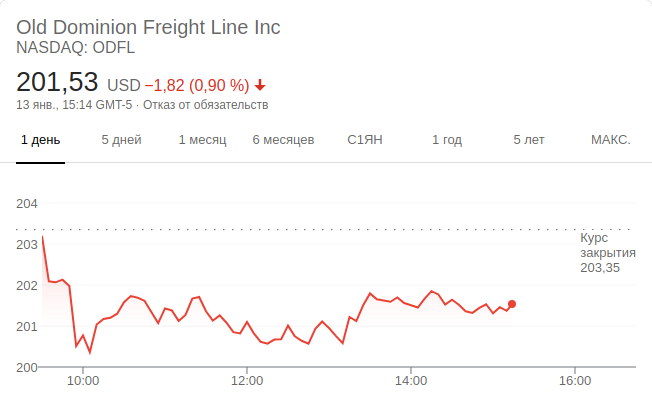 Old Dominion Freight Line Inc
NASDAQ: ODFL
201,53 USD −1,82 (0,90 %)
13 янв., 15:14 GMT-5 · Отказ от обязательств
1 день 5 дней 1 месяц 6 месяцев С1ЯН 1 год 5 лет МАКС.
204
203
202
201
200
Курс
закрытия
203,35
10:00 12:00 14:00 16:00